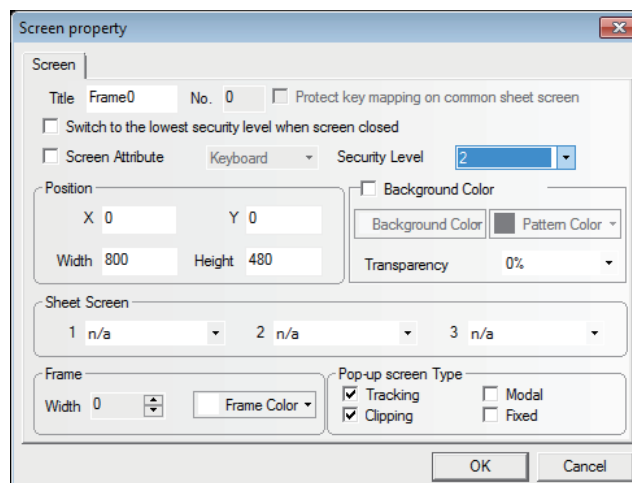 Screen property
Screen
Title Frame0 No. 0 Protect key mapping on common sheet screen
Switch to the lowest security level when screen closed
Screen Attribute Keyboard Security Level 2
Position Background Color
X 0 Y 0 Background Color Pattern Color
Width 800 Height 480 Transparency 0%
Sheet Screen
1 n/a 2 n/a 3 n/a
Frame Pop-up screen Type
Width 0 Frame Color Tracking Modal
Clipping Fixed
OK Cancel